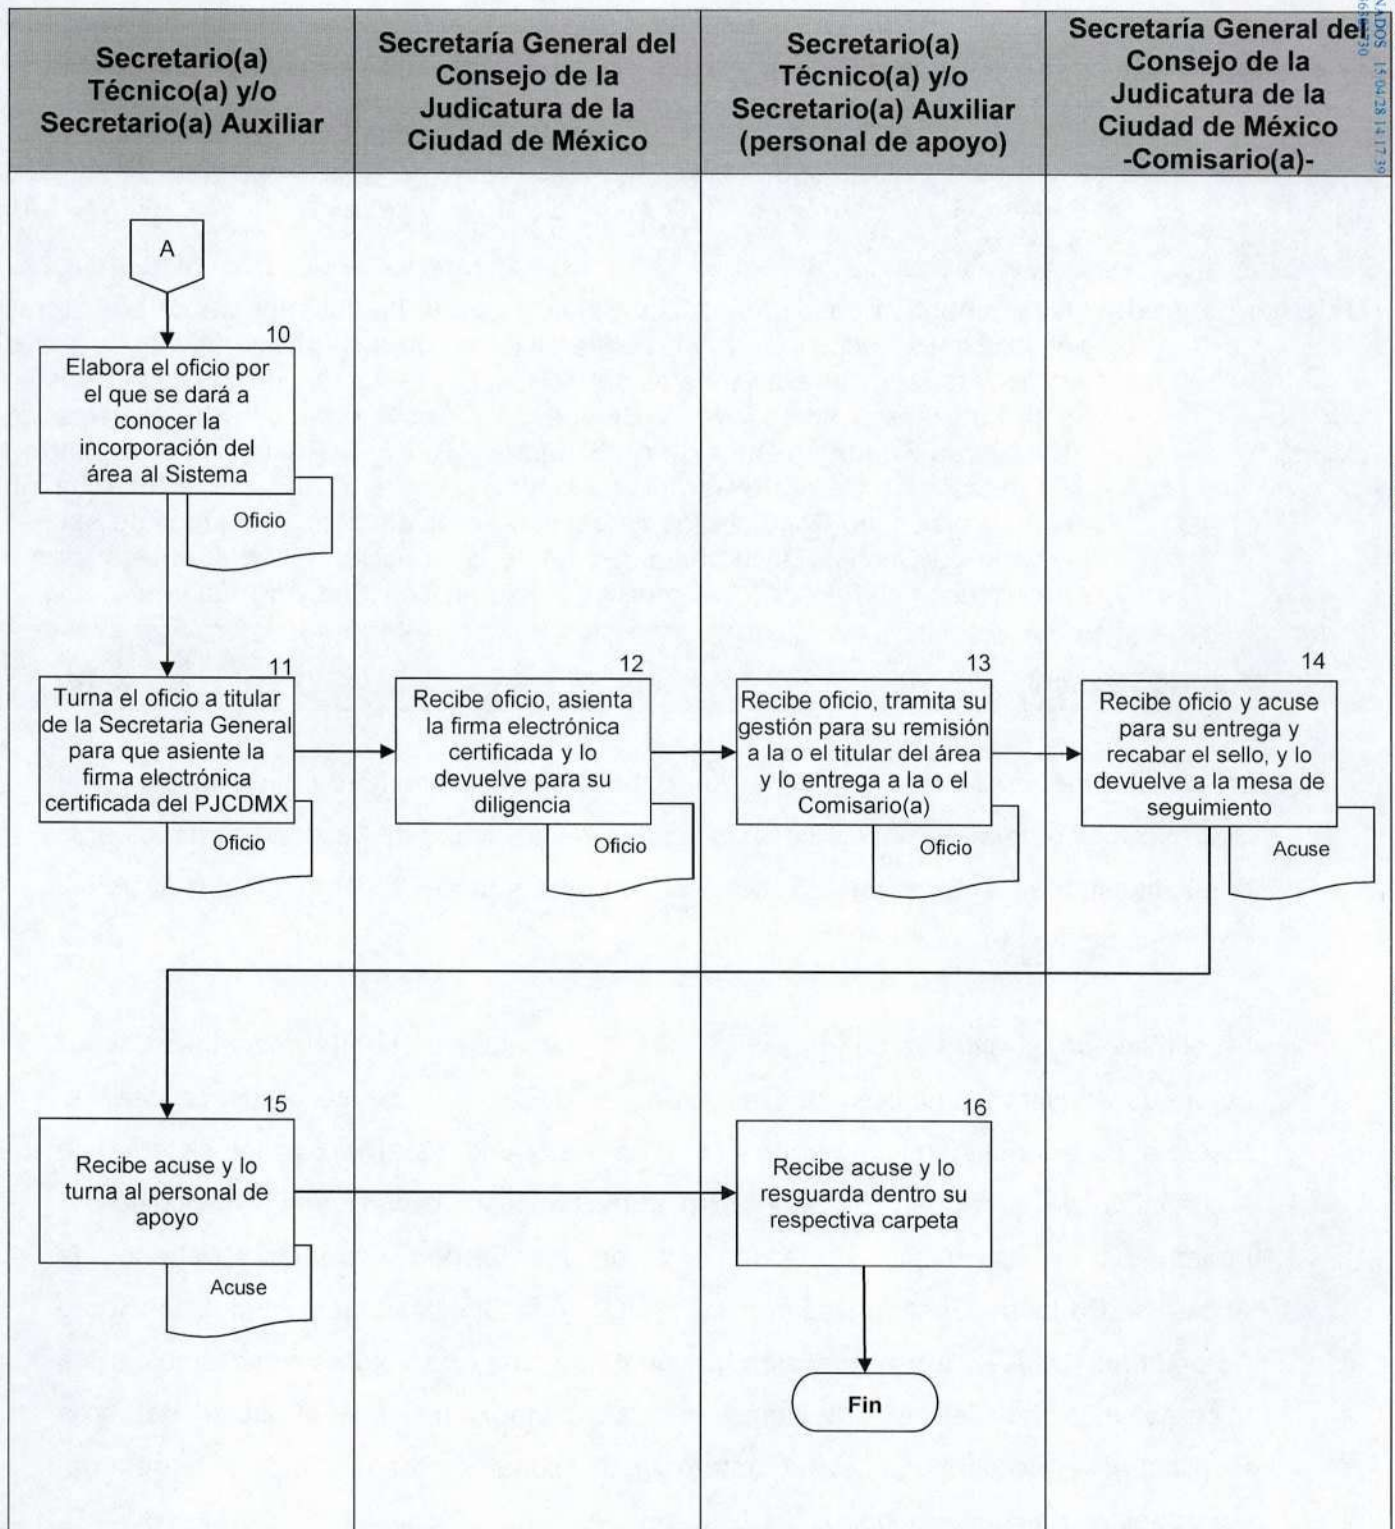 Secretario(a)
Técnico(a) y/o
Secretario(a) Auxiliar
Secretaría General del
Consejo de la
Judicatura de la
Ciudad de México
Secretario(a)
Técnico(a) y/o
Secretario(a) Auxiliar
(personal de apoyo)
Secretaría General del
Consejo de la
Judicatura de la
Ciudad de México
-Comisario(a)-
15:04/28 14:17:39
A
10
Elabora el oficio por
el que se dará a
conocer la
incorporación del
área al Sistema
Oficio
11
Turna el oficio a titular
de la Secretaría General
para que asiente la
firma electrónica
certificada del PJCDMX
Oficio
12
Recibe oficio, asienta
la firma electrónica
certificada y lo
devuelve para su
diligencia
Oficio
13
Recibe oficio, tramita su
gestión para su remisión
a la o el titular del área
y lo entrega a la o el
Comisario(a)
Oficio
14
Recibe oficio y acuse
para su entrega y
recabar el sello, y lo
devuelve a la mesa de
seguimiento
Acuse
15
Recibe acuse y lo
turna al personal de
apoyo
Acuse
16
Recibe acuse y lo
resguarda dentro su
respectiva carpeta
Fin